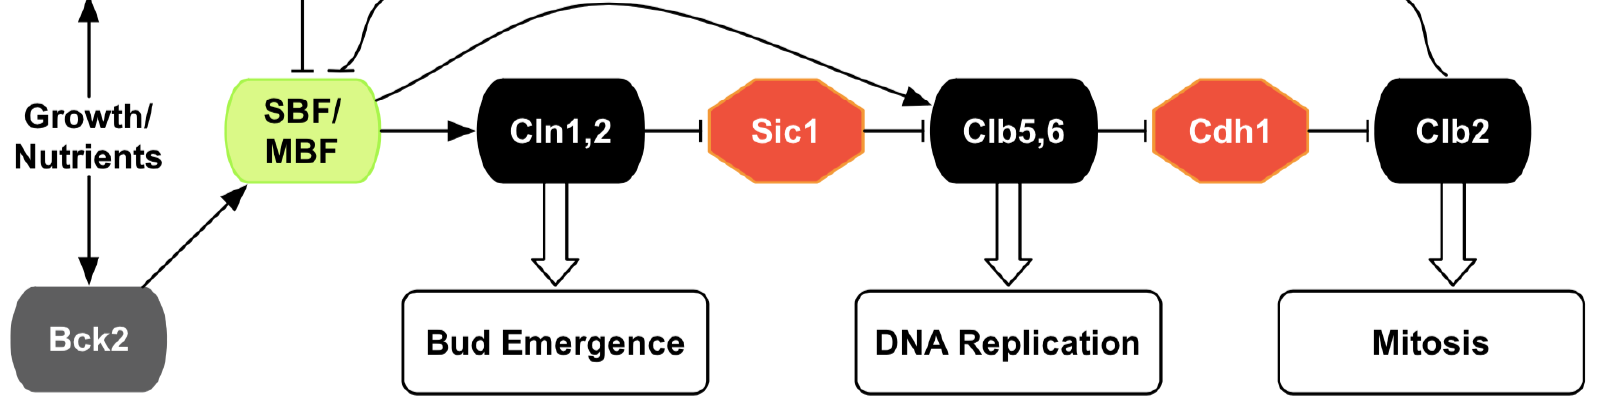 Growth/
Nutrients
SBF/
MBF
Cln1,2
Sic1
Clb5,6
Cdh1
Clb2
Bck2
Bud Emergence
DNA Replication
Mitosis